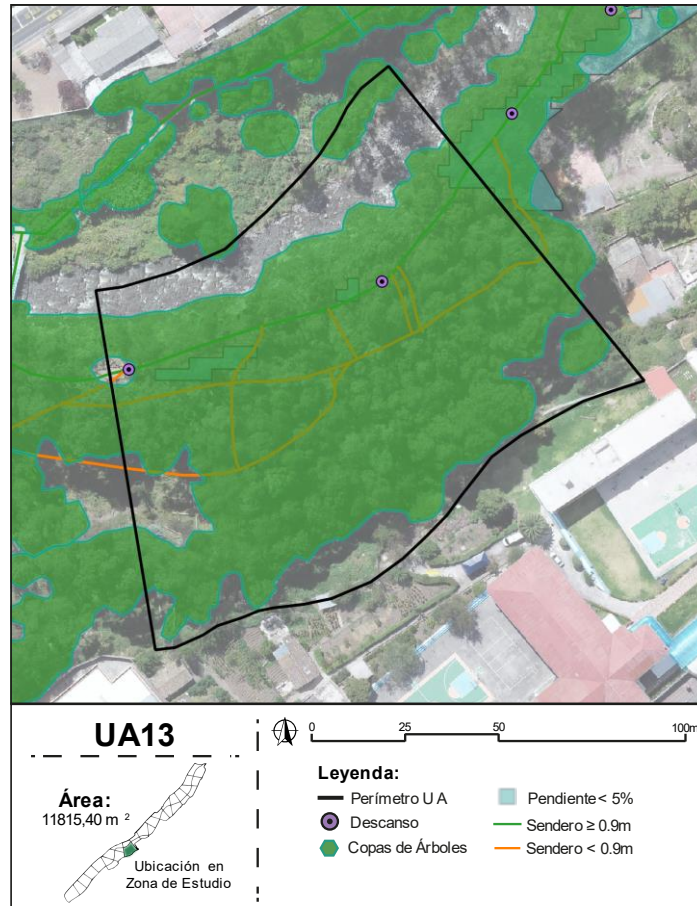 UA13
Área:
11815,40 m ²
Ubicación en
Zona de Estudio
0 25 50 100m
Leyenda:
Perímetro U A
Descanso
Copas de Árboles
Pendiente < 5%
Sendero ≥ 0.9m
Sendero < 0.9m